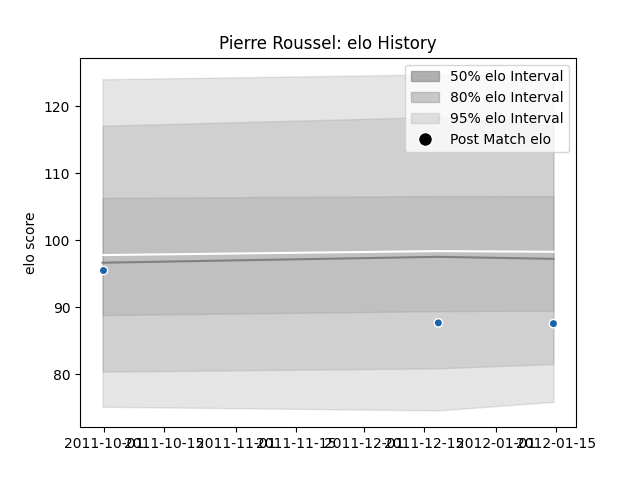 Pierre Roussel: elo History
50% elo Interval
80% elo Interval
95% elo Interval
Post Match elo
elo score
120
110
100
90
80
2011-10-01
2011-10-15
2011-11-01
2011-11-15
2011-12-01
2011-12-15
2012-01-01
2012-01-15